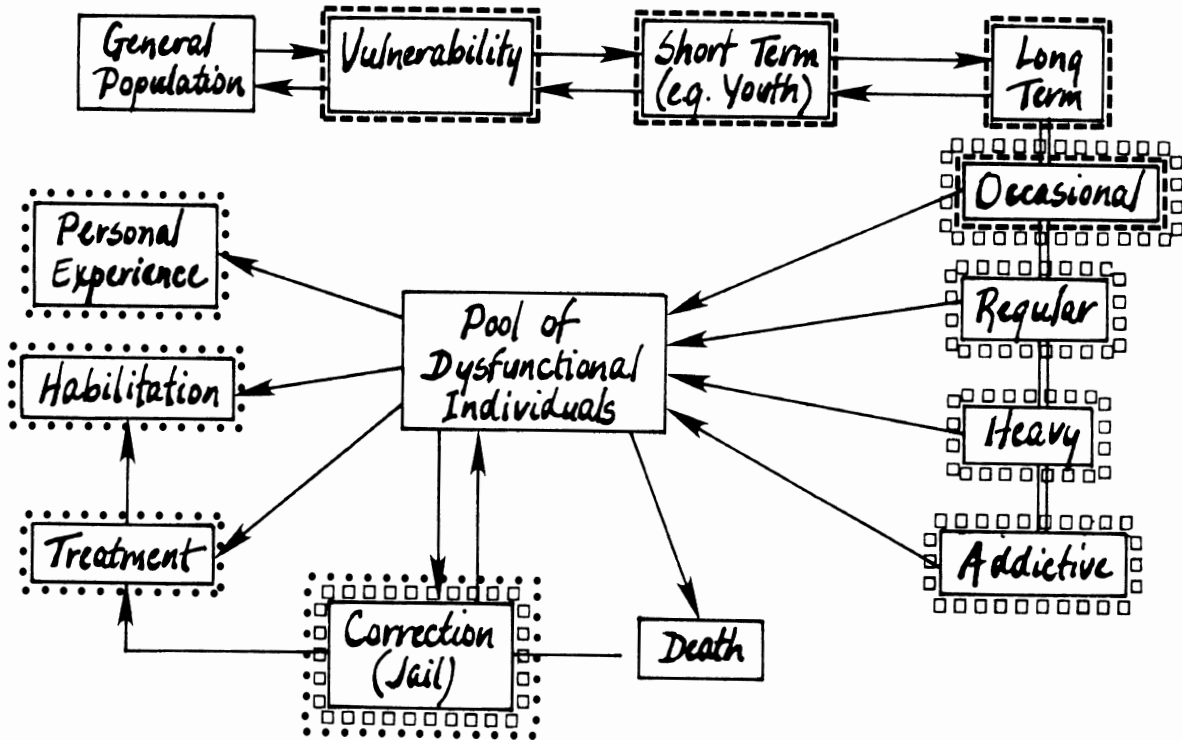 General
Population
Vulnerability
Short Term
(e.g. Youth)
Long
Term
Occasional
Personal
Experience
Pool of
Dysfunctional
Individuals
Regular
Habilitation
Heavy
Treatment
Addictive
Correction
(Jail)
Death